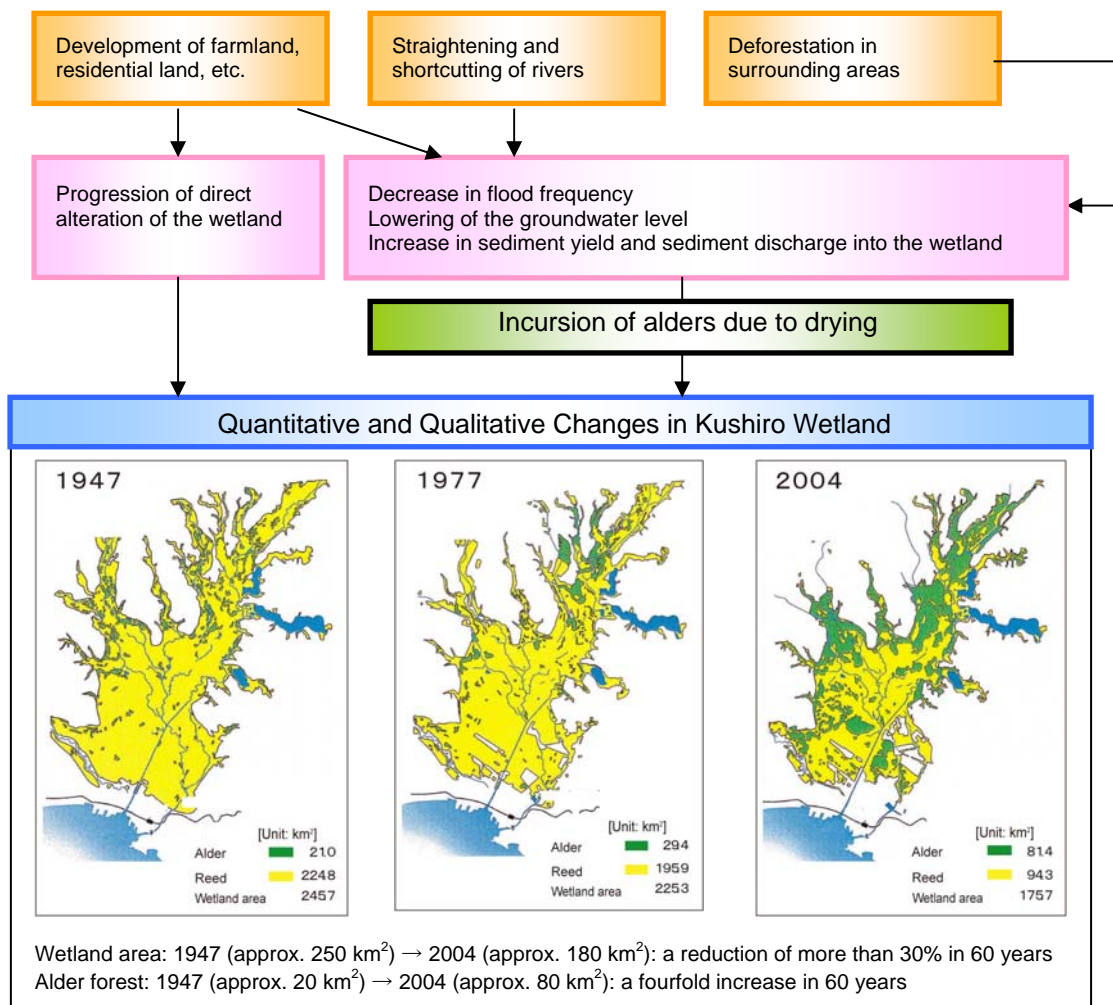 Development of farmland,
residential land, etc.
Straightening and
shortcutting of rivers
Deforestation in
surrounding areas
Progression of direct
alteration of the wetland
Decrease in flood frequency
Lowering of the groundwater level
Increase in sediment yield and sediment discharge into the wetland
Incursion of alders due to drying
Quantitative and Qualitative Changes in Kushiro Wetland
1947
[Unit: km²]
Alder 210
Reed 2248
Wetland area 2457
1977
[Unit: km²]
Alder 294
Reed 1959
Wetland area 2253
2004
[Unit: km²]
Alder 814
Reed 943
Wetland area 1757
Wetland area: 1947 (approx. 250 km²) → 2004 (approx. 180 km²): a reduction of more than 30% in 60 years
Alder forest: 1947 (approx. 20 km²) → 2004 (approx. 80 km²): a fourfold increase in 60 years